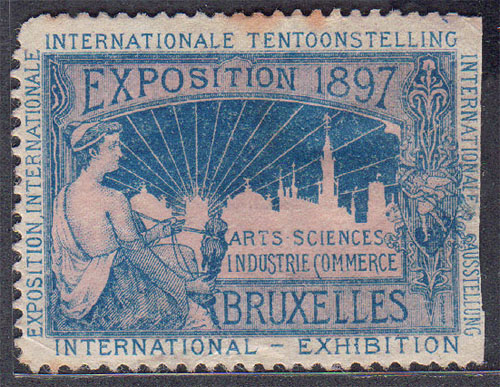 INTERNATIONALE TENTOONSTELLING
EXPOSITION 1897
EXPOSITION INTERNATIONALE
INTERNATIONALE AUSSTELLUNG
ARTS SCIENCES
INDUSTRIE COMMERCE
BRUXELLES
INTERNATIONAL - EXHIBITION